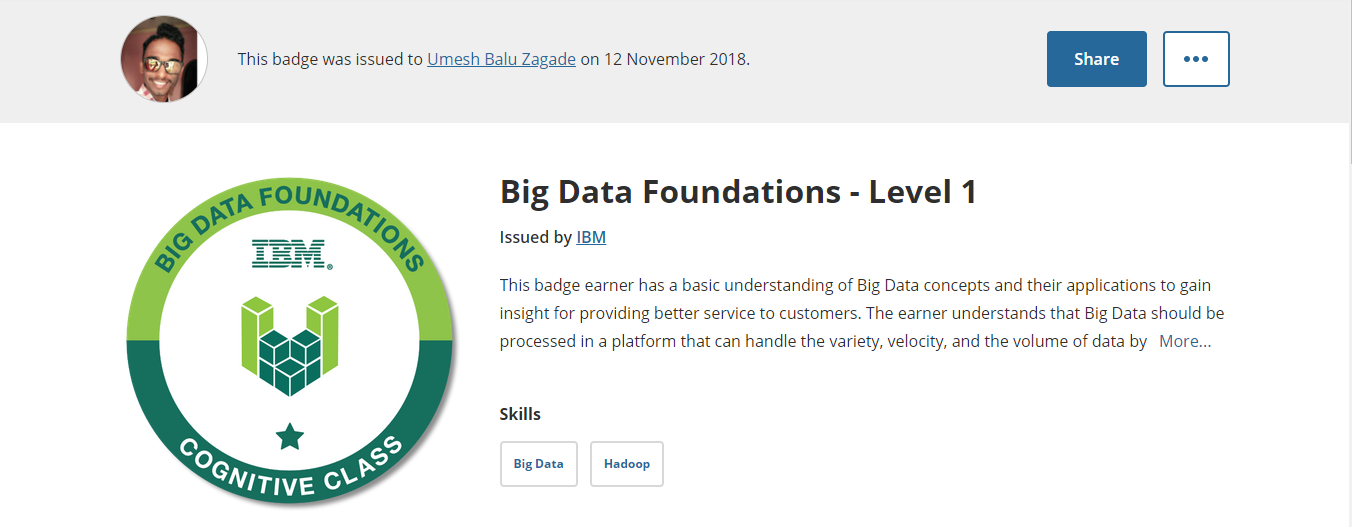 This badge was issued to Umesh Balu Zagade on 12 November 2018.
Share
Big Data Foundations - Level 1
Issued by IBM
This badge earner has a basic understanding of Big Data concepts and their applications to gain
insight for providing better service to customers. The earner understands that Big Data should be
processed in a platform that can handle the variety, velocity, and the volume of data by More...
Skills
Big Data
Hadoop
BIG DATA FOUNDATIONS
IBM®
COGNITIVE CLASS